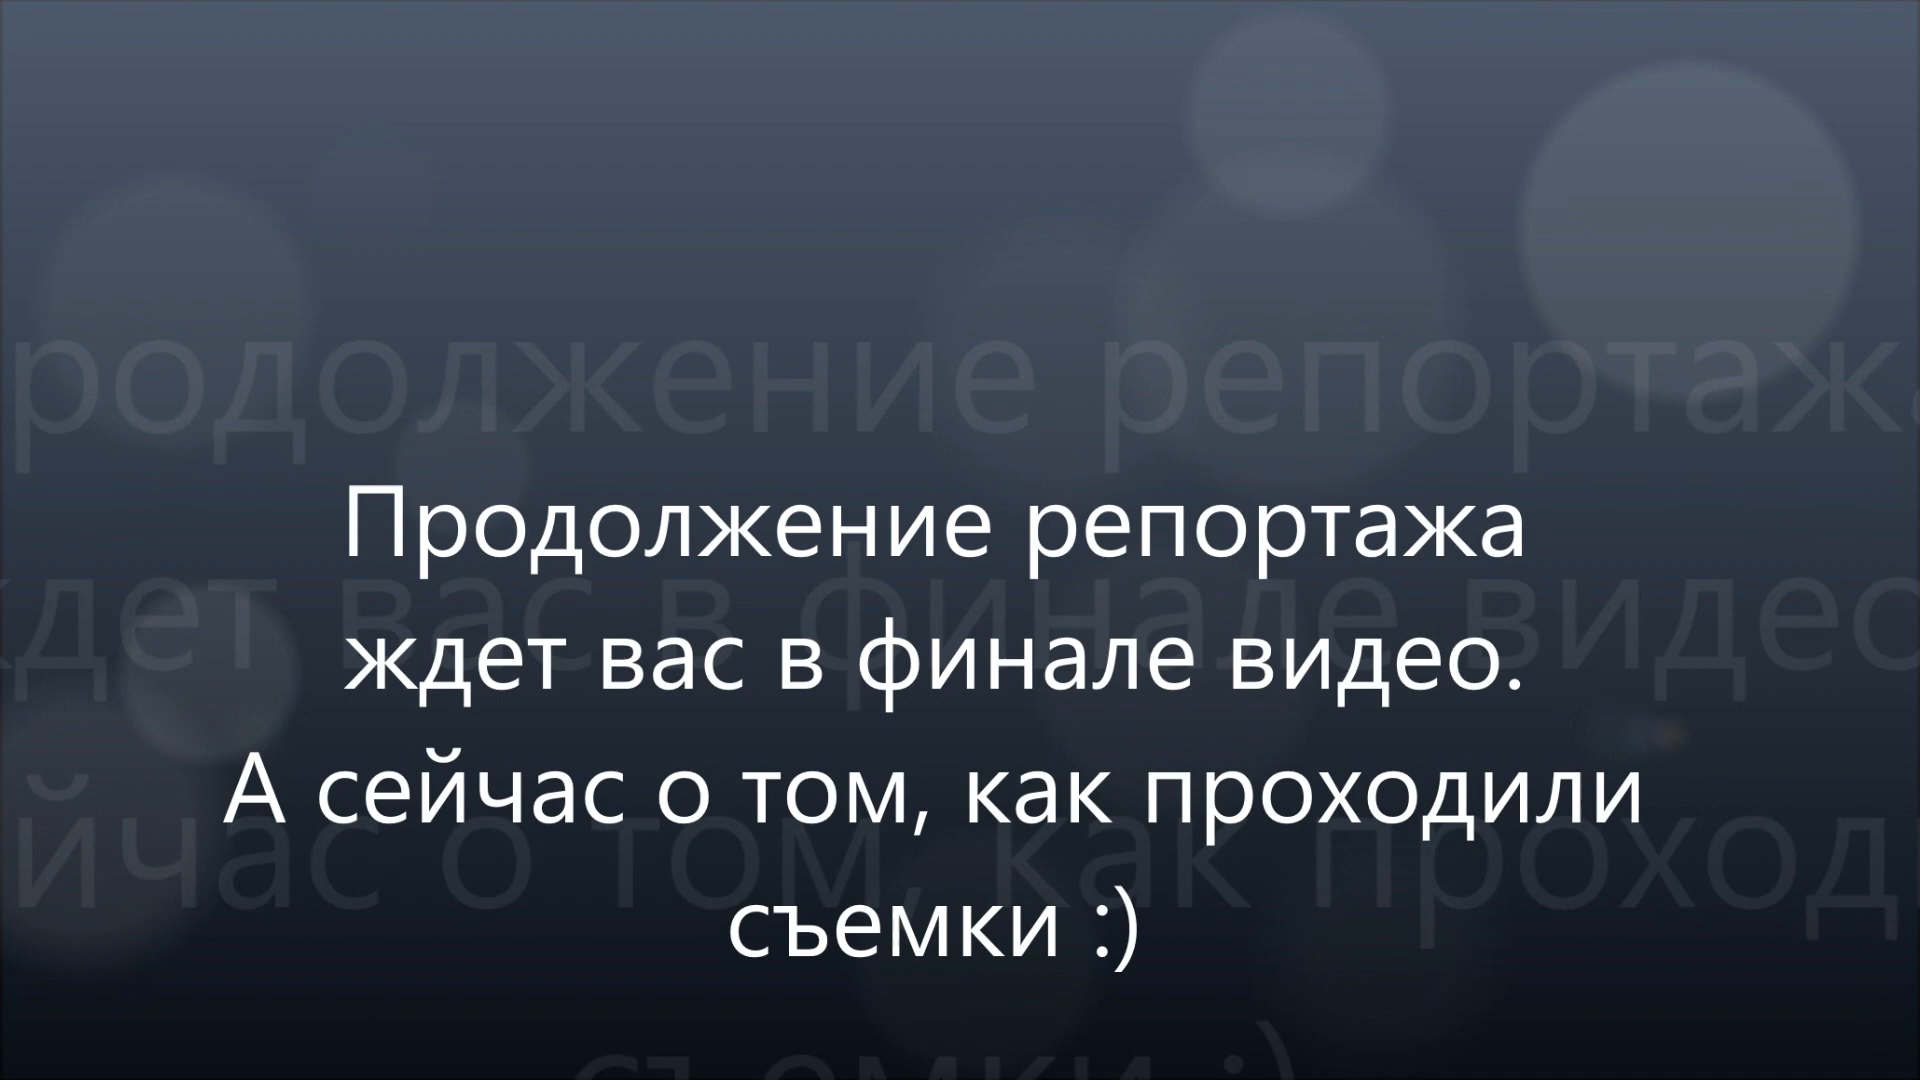 Продолжение репортажа
ждет вас в финале видео.
А сейчас о том, как проходили
съемки :)